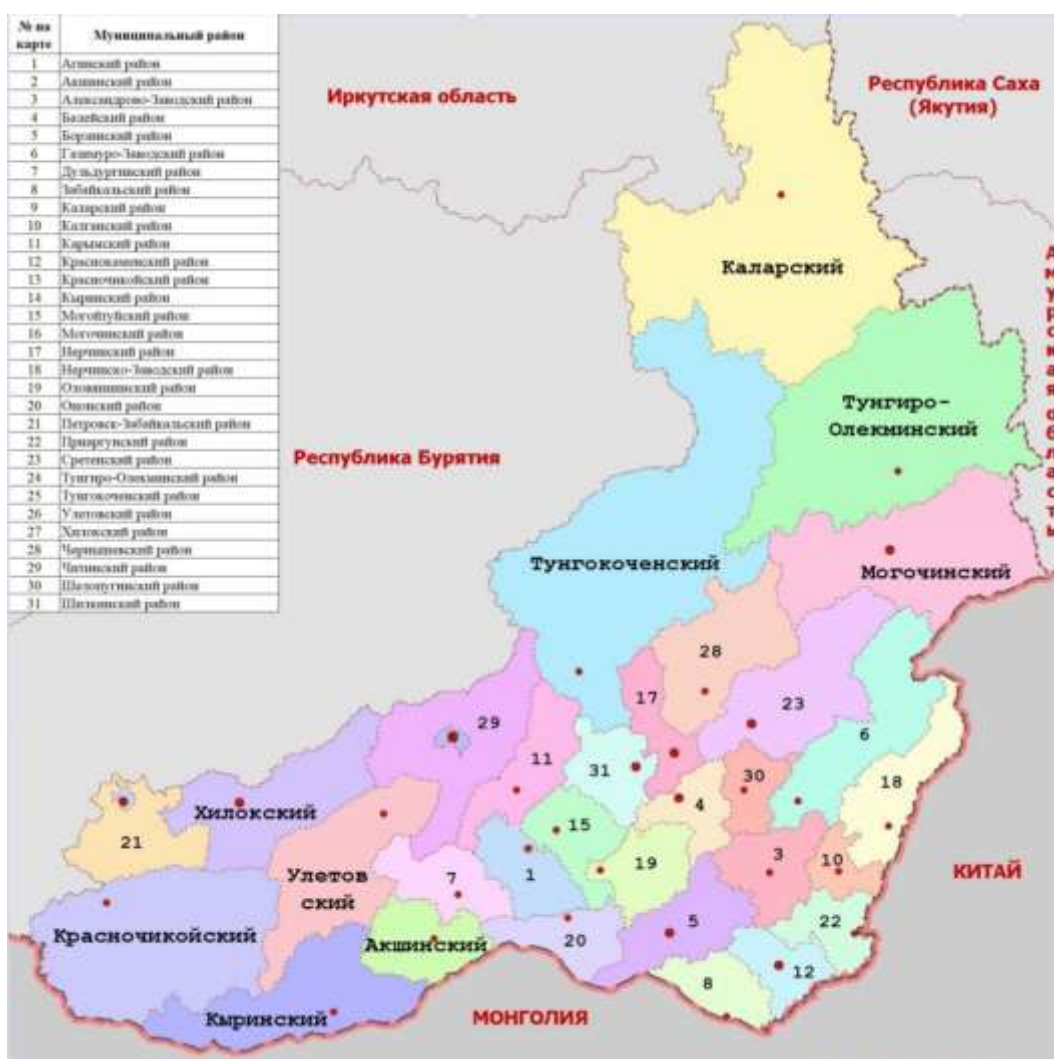 № на карте Муниципальный район
1 Агинский район
2 Акшинский район
3 Александрово-Заводский район
4 Балейский район
5 Борзинский район
6 Газимуро-Заводский район
7 Дульдургинский район
8 Забайкальский район
9 Каларский район
10 Калганский район
11 Карымский район
12 Краснокаменский район
13 Красночикойский район
14 Кыринский район
15 Могойтуйский район
16 Могочинский район
17 Нерчинский район
18 Нерчинско-Заводский район
19 Оловяннинский район
20 Ононский район
21 Петровск-Забайкальский район
22 Приаргунский район
23 Сретенский район
24 Тунгиро-Олекминский район
25 Тунгокоченский район
26 Улетовский район
27 Хилокский район
28 Чернышевский район
29 Читинский район
30 Шелопугинский район
31 Шилкинский район
Иркутская область
Республика Саха
(Якутия)
Каларский
Амурская область
Тунгиро-
Олекминский
Республика Бурятия
Тунгокоченский
Могочинский
28
17
23
29
6
11
31
30
18
Хилокский
4
21
15
19
3
10
7
1
Улетов
ский
КИТАЙ
5
22
Красночикойский
Акшинский
20
12
8
Кыринский
МОНГОЛИЯ